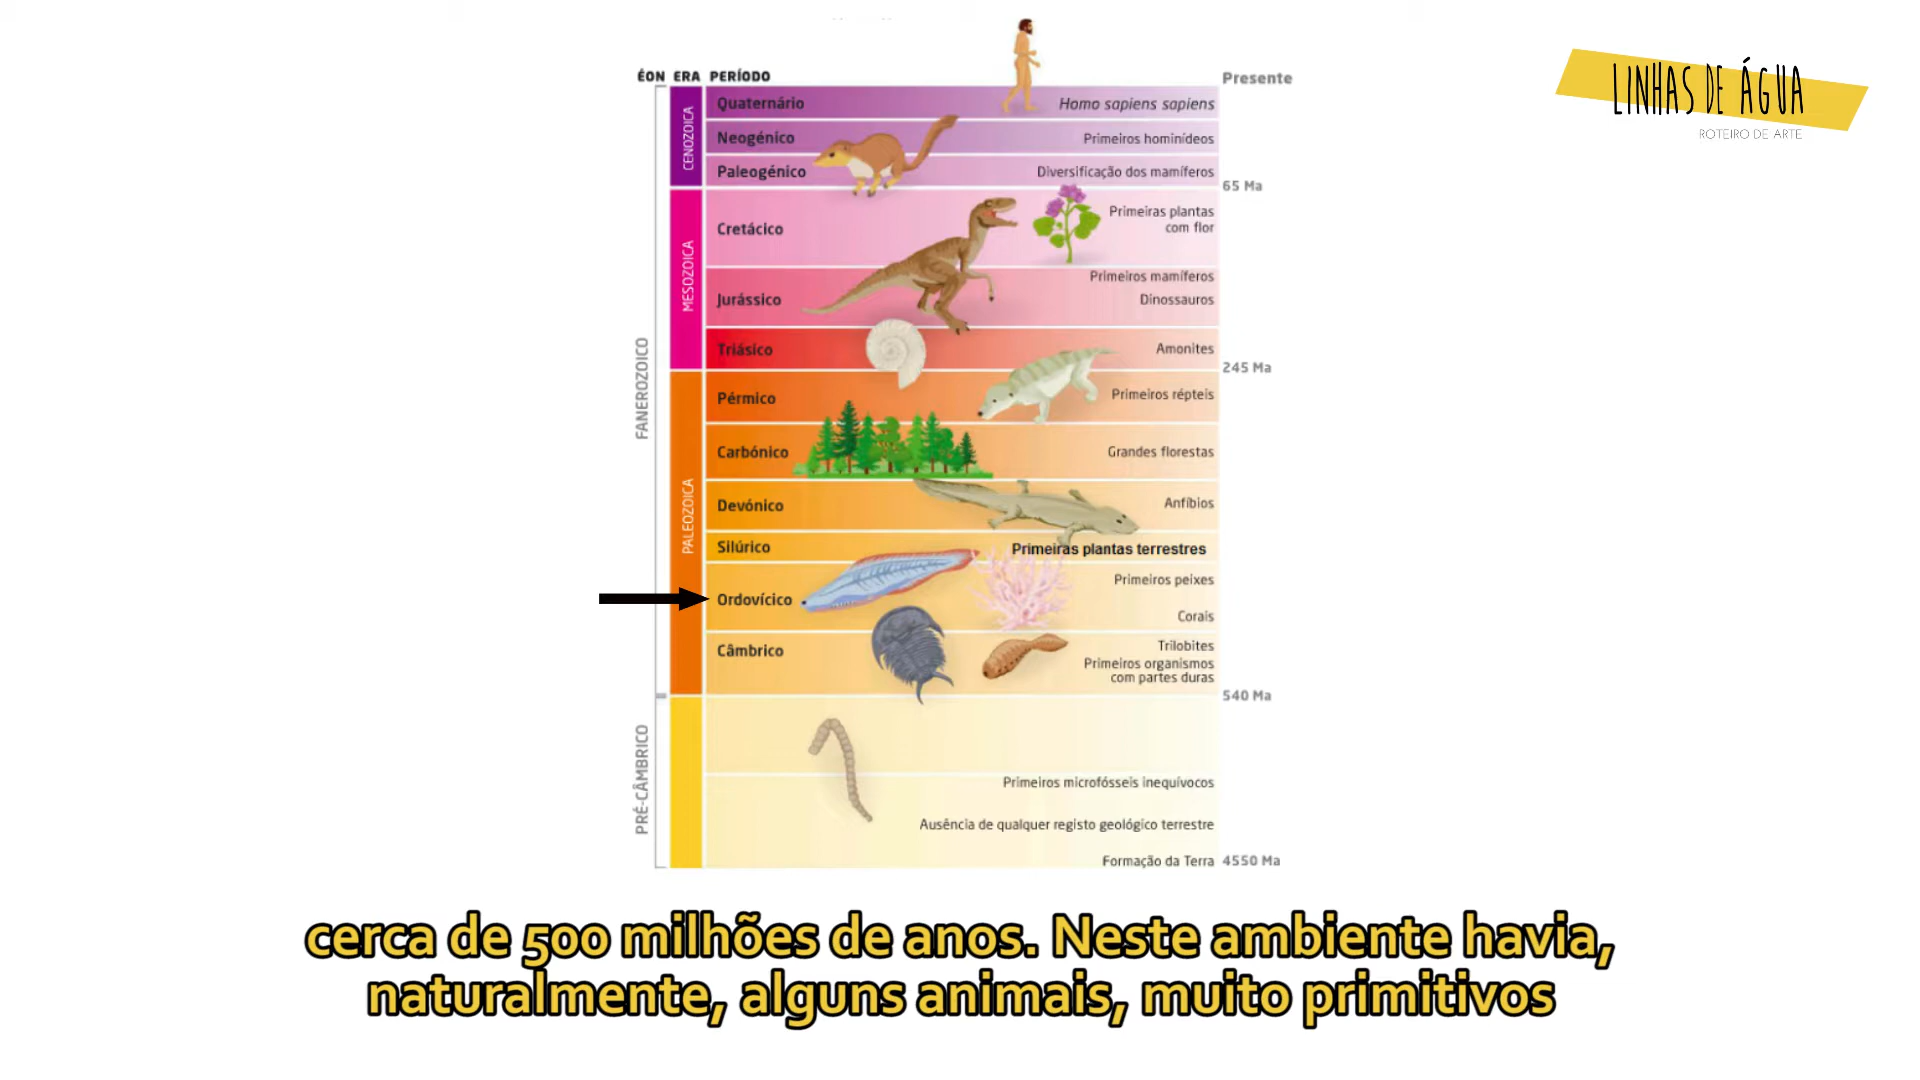 LINHAS DE ÁGUA
ROTEIRO DE ARTE
ÉON ERA PERÍODO
Presente
CENOZOICA
Quaternário
Homo sapiens sapiens
Neogénico
Primeiros hominídeos
Paleogénico
Diversificação dos mamíferos
65 Ma
MESOZOICA
Cretácico
Primeiras plantas
com flor
Primeiros mamíferos
Jurássico
Dinossauros
Triásico
Amonites
245 Ma
FANEROZOICO
PALEOZOICA
Pérmico
Primeiros répteis
Carbónico
Grandes florestas
Devónico
Anfíbios
Silúrico
Primeiras plantas terrestres
Primeiros peixes
Ordovícico
Corais
Câmbrico
Trilobites
Primeiros organismos
com partes duras
540 Ma
PRÉ-CÂMBRICO
Primeiros microfósseis inequívocos
Ausência de qualquer registo geológico terrestre
Formação da Terra 4550 Ma
cerca de 500 milhões de anos. Neste ambiente havia,
naturalmente, alguns animais, muito primitivos